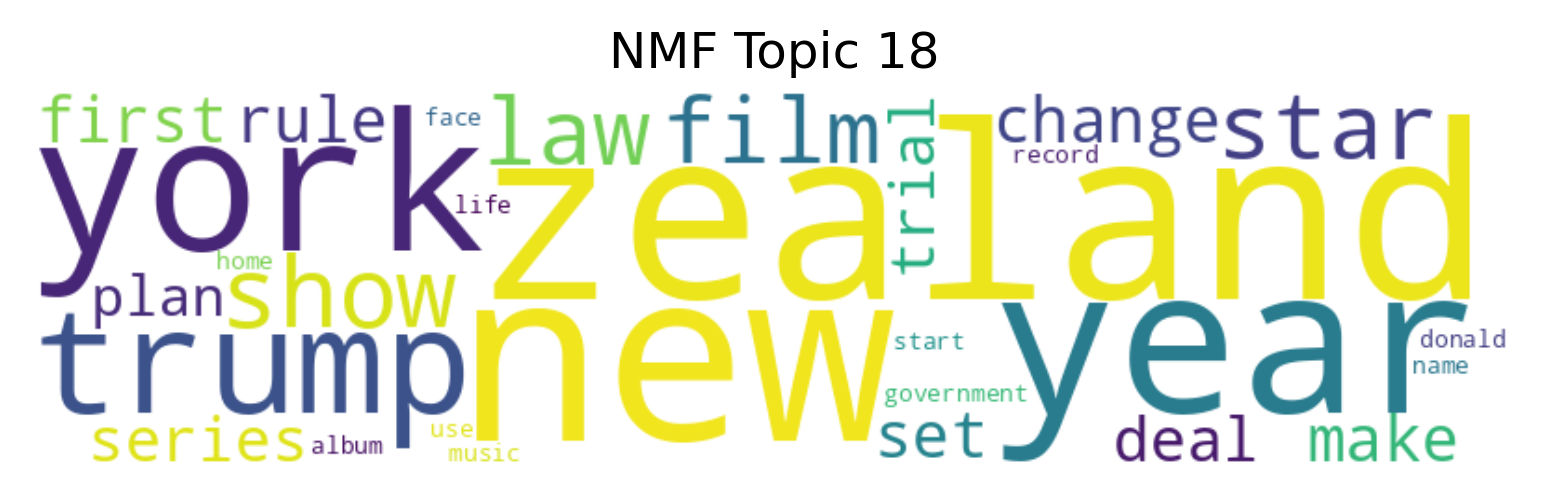 NMF Topic 18
first rule face law film trial change star
york life zealand record
home
plan show
trump new start year donald
government name
series album use set deal make
music